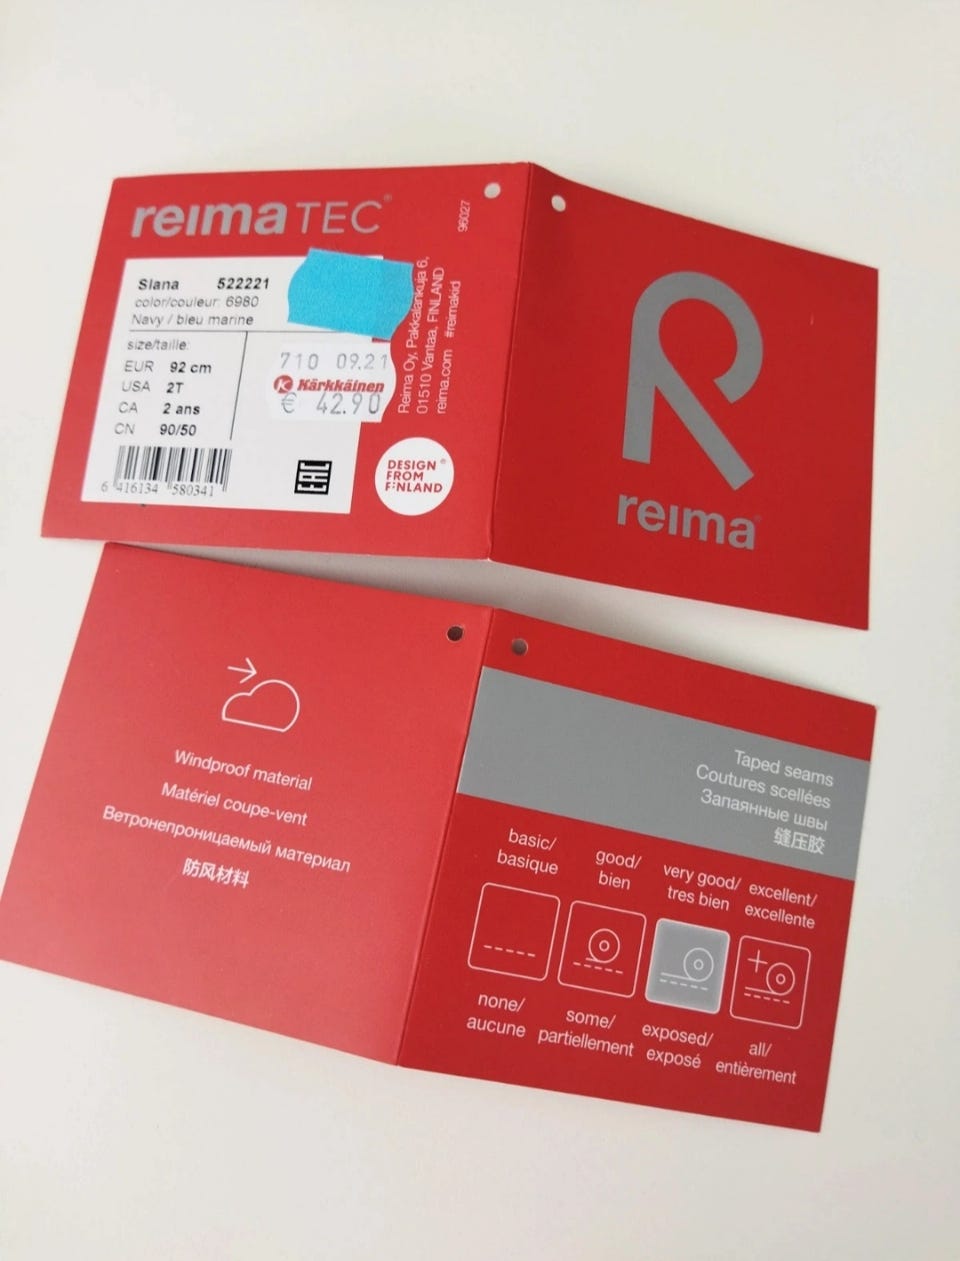 reima TEC®
Slana 522221
color/couleur: 6980
Navy / bleu marine
size/taille:
EUR 92 cm
USA 2T
CA 2 ans
CN 90/50
6 416134 580341
EAC
710 09.21
K Kärkkäinen
€ 42.90
Reima Oy, Pakkalankuja 6,
01510 Vantaa, FINLAND
reima.com #reimakid
96027
DESIGN®
FROM
FINLAND
reima®
Windproof material
Matériel coupe-vent
Ветронепроницаемый материал
防风材料
Taped seams
Coutures scellées
Запаянные швы
缝压胶
basic/
basique
good/
bien
very good/
tres bien
excellent/
excellente
none/
aucune
some/
partiellement
exposed/
exposé
all/
entièrement